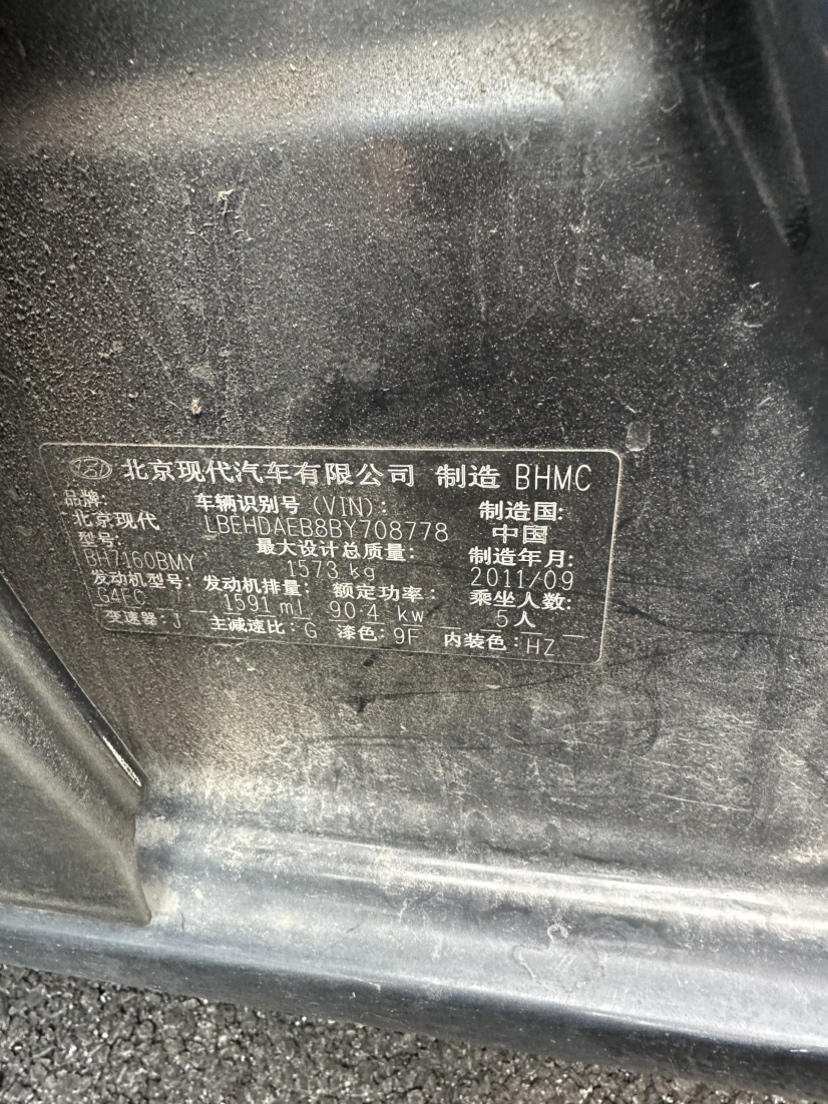 北京现代汽车有限公司 制造 BHMC
品牌: 车辆识别号 (VIN): 制造国:
北京现代 LBEHDAEB8BY708778 中国
型号: 最大设计总质量: 制造年月:
BH7160BMY 1573 kg 2011/09
发动机型号: 发动机排量: 额定功率: 乘坐人数:
G4FC 1591 ml 90.4 kw 5人
变速器: J 主减速比: G 漆色: 9F 内装色: HZ